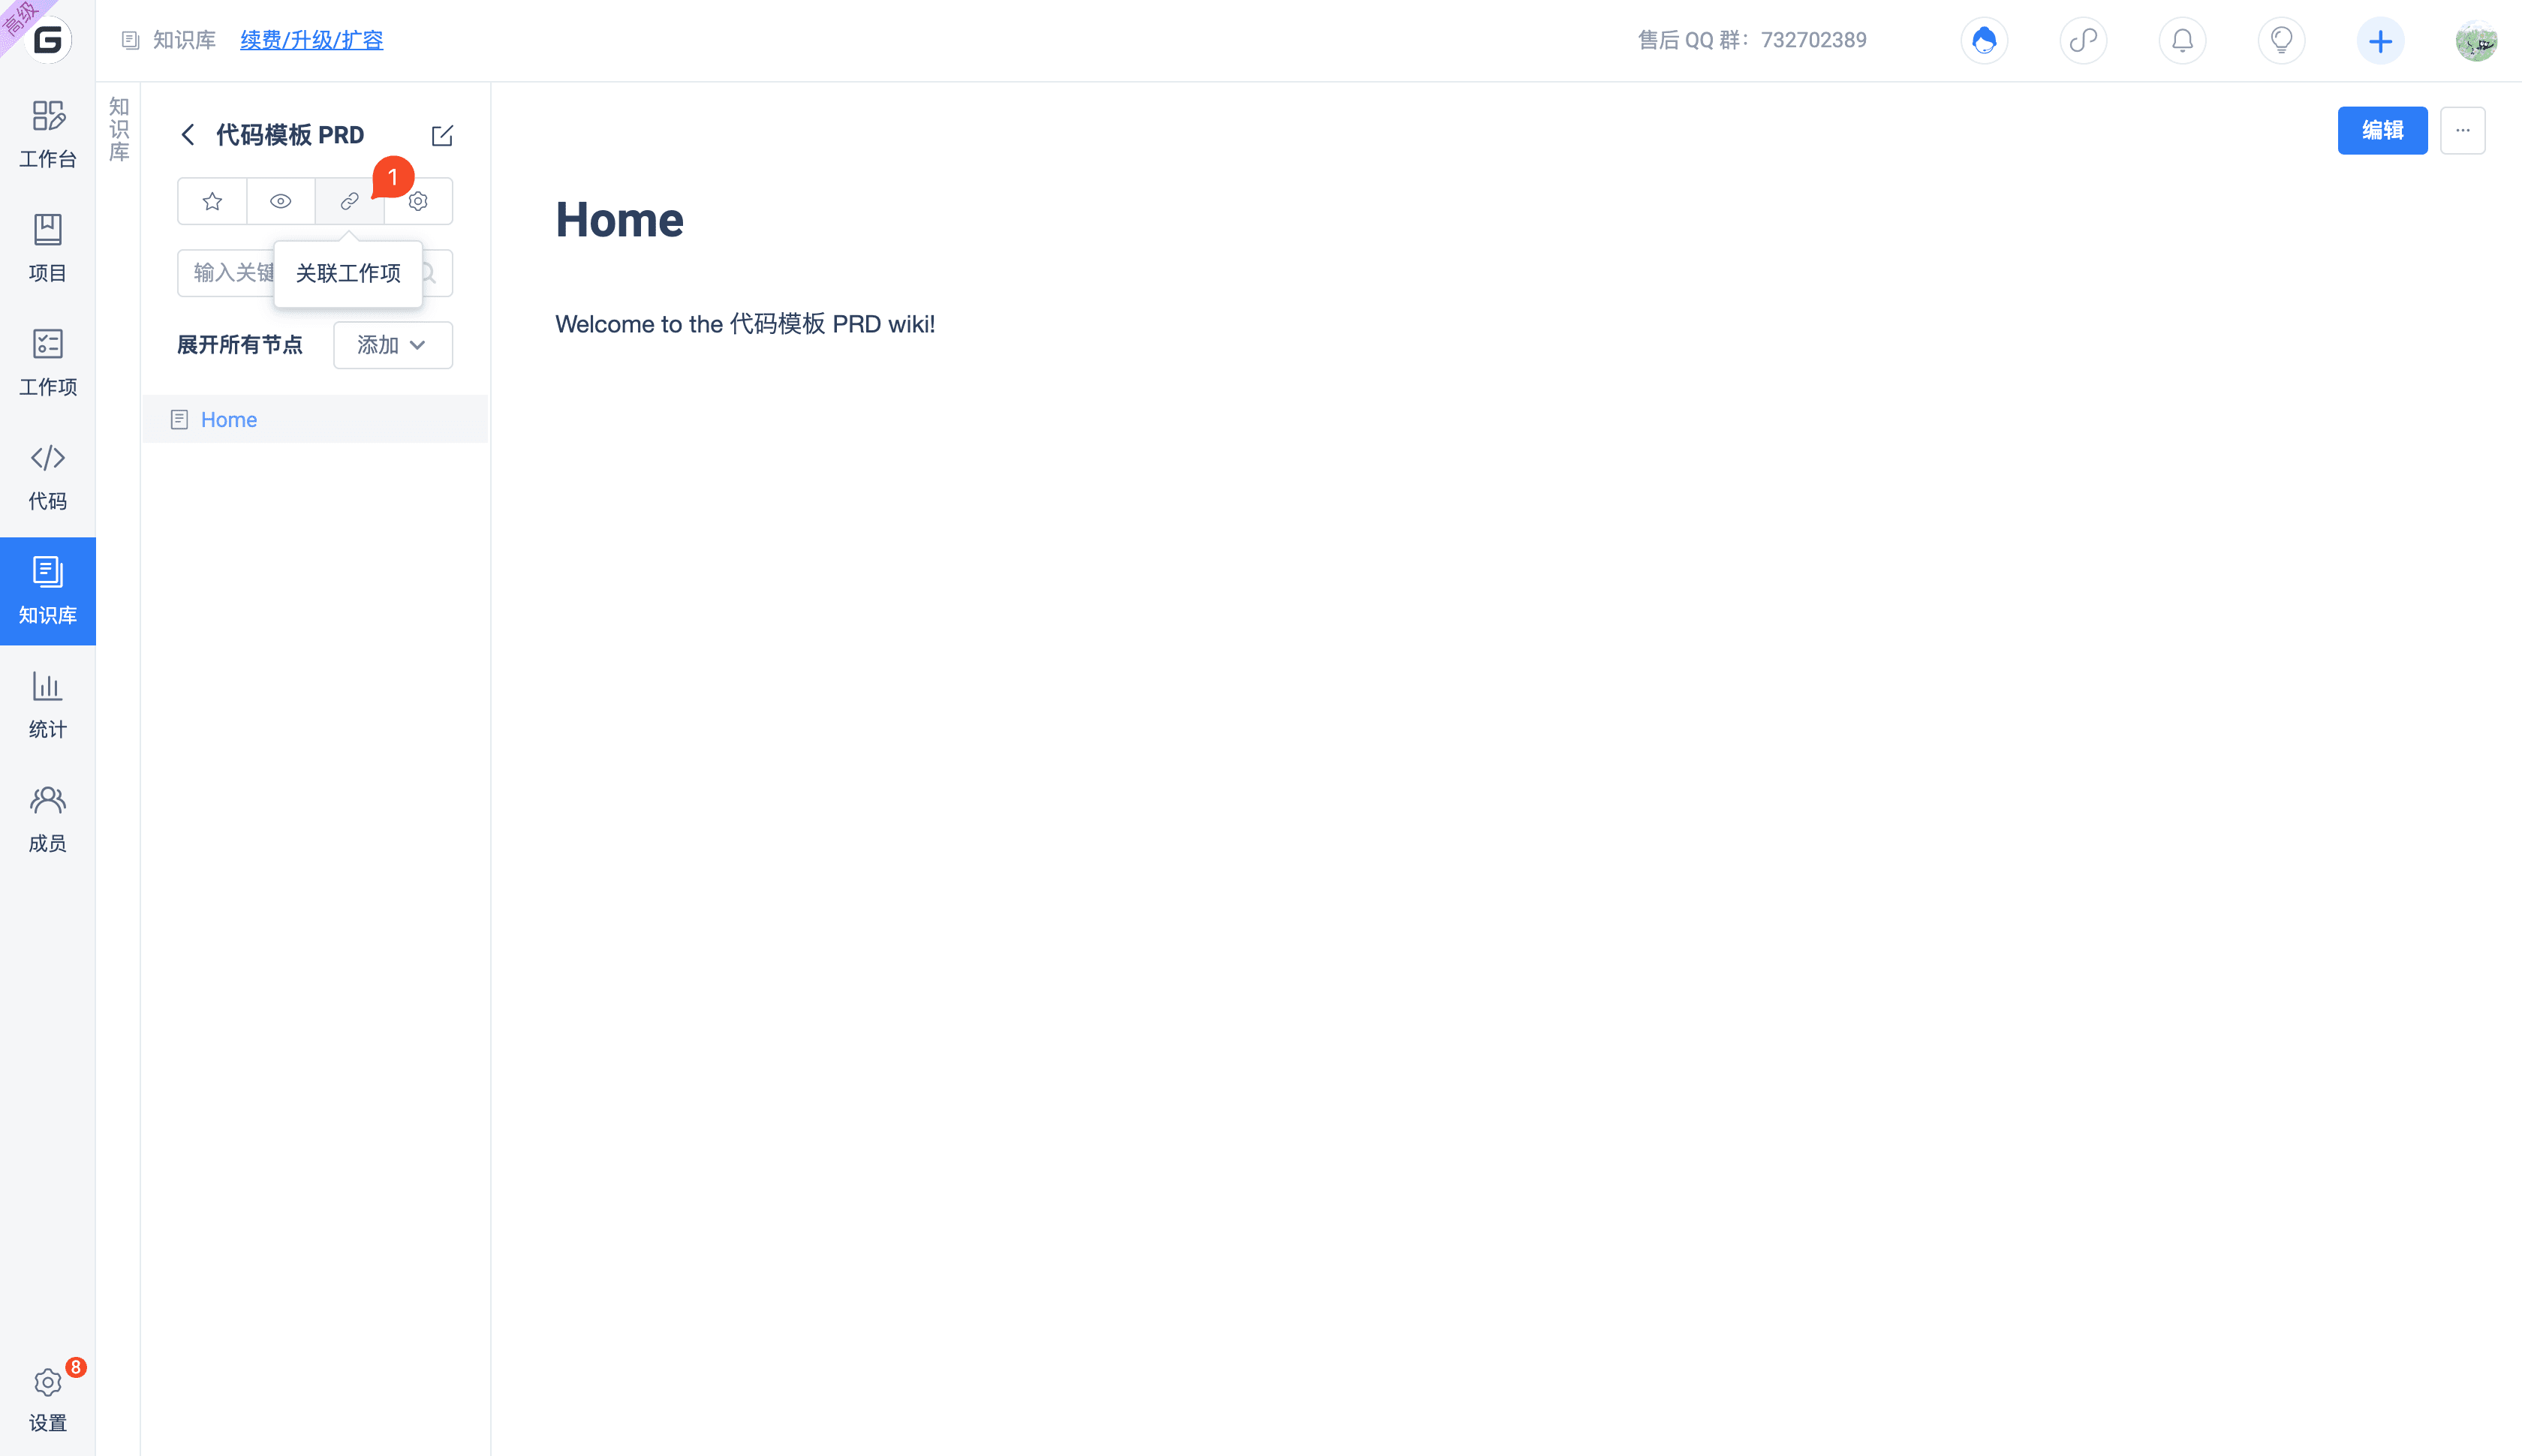 高级
G
知识库 续费/升级/扩容
售后 QQ 群：732702389
工作台
项目
工作项
代码
知识库
统计
成员
8
设置
知识库
代码模板 PRD
1
输入关键
关联工作项
展开所有节点 添加
Home
编辑
...
Home
Welcome to the 代码模板 PRD wiki!